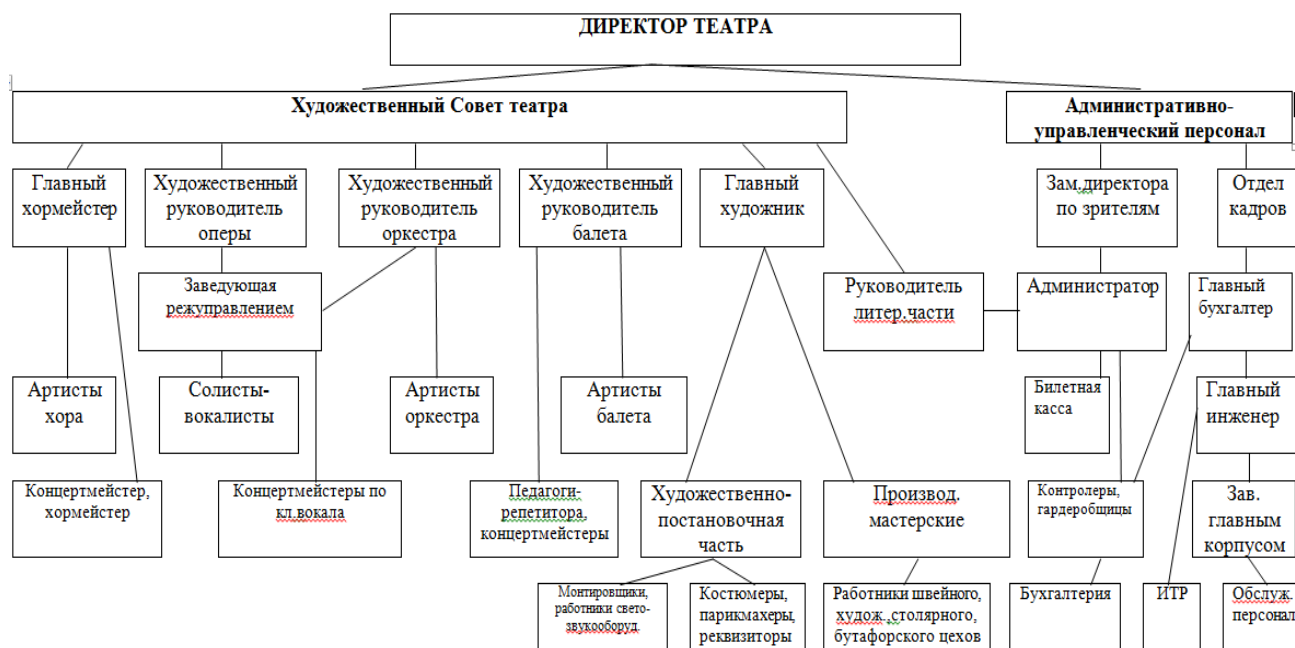 ДИРЕКТОР ТЕАТРА
Художественный Совет театра
Административно-
управленческий персонал
Главный
хормейстер
Художественный
руководитель
оперы
Художественный
руководитель
оркестра
Художественный
руководитель
балета
Главный
художник
Зам.директора
по зрителям
Отдел
кадров
Заведующая
режуправлением
Руководитель
литер.части
Администратор
Главный
бухгалтер
Артисты
хора
Солисты-
вокалисты
Артисты
оркестра
Артисты
балета
Билетная
касса
Главный
инженер
Концертмейстер,
хормейстер
Концертмейстеры по
кл.вокала
Педагоги-
репетитора,
концертмейстеры
Художественно-
постановочная
часть
Производ.
мастерские
Контролеры,
гардеробщицы
Зав.
главным
корпусом
Монтировщики,
работники свето-
звукооборуд.
Костюмеры,
парикмахеры,
реквизиторы
Работники швейного,
худож.,столярного,
бутафорского цехов
Бухгалтерия
ИТР
Обслуж.
персонал